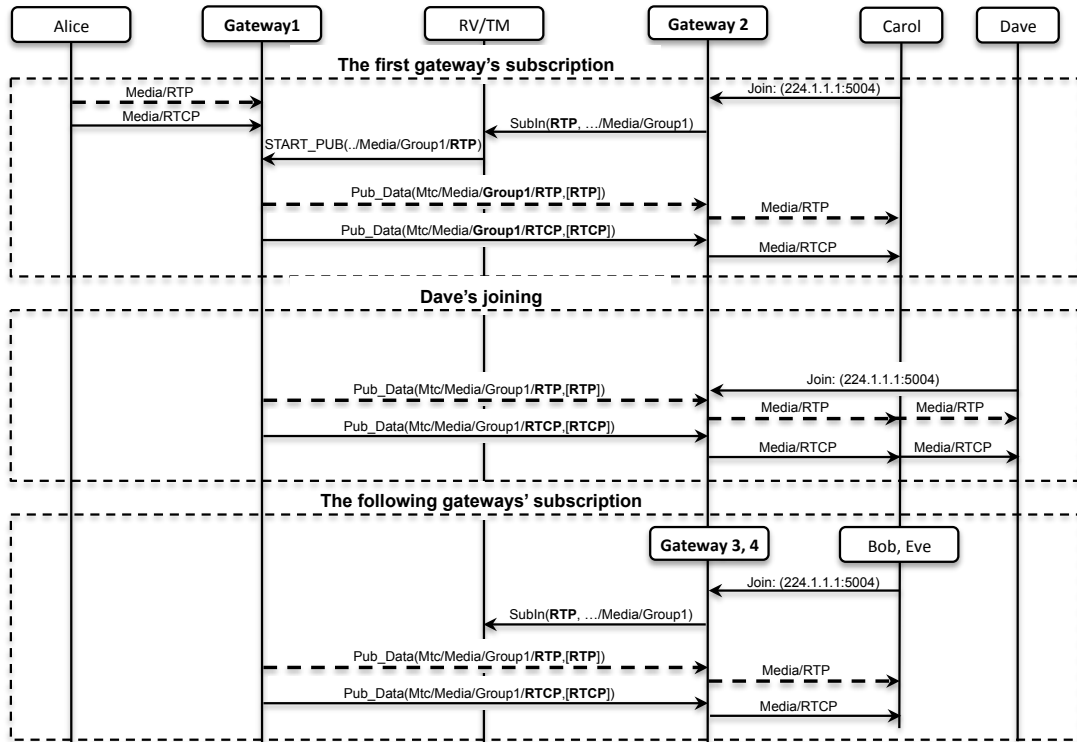 Alice
Gateway1
RV/TM
Gateway 2
Carol
Dave
The first gateway's subscription
Media/RTP
Join: (224.1.1.1:5004)
Media/RTCP
SubIn(RTP, …/Media/Group1)
START_PUB(../Media/Group1/RTP)
Pub_Data(Mtc/Media/Group1/RTP,[RTP])
Media/RTP
Pub_Data(Mtc/Media/Group1/RTCP,[RTCP])
Media/RTCP
Dave's joining
Join: (224.1.1.1:5004)
Pub_Data(Mtc/Media/Group1/RTP,[RTP])
Media/RTP
Media/RTP
Pub_Data(Mtc/Media/Group1/RTCP,[RTCP])
Media/RTCP
Media/RTCP
The following gateways' subscription
Gateway 3, 4
Bob, Eve
Join: (224.1.1.1:5004)
SubIn(RTP, …/Media/Group1)
Pub_Data(Mtc/Media/Group1/RTP,[RTP])
Media/RTP
Pub_Data(Mtc/Media/Group1/RTCP,[RTCP])
Media/RTCP